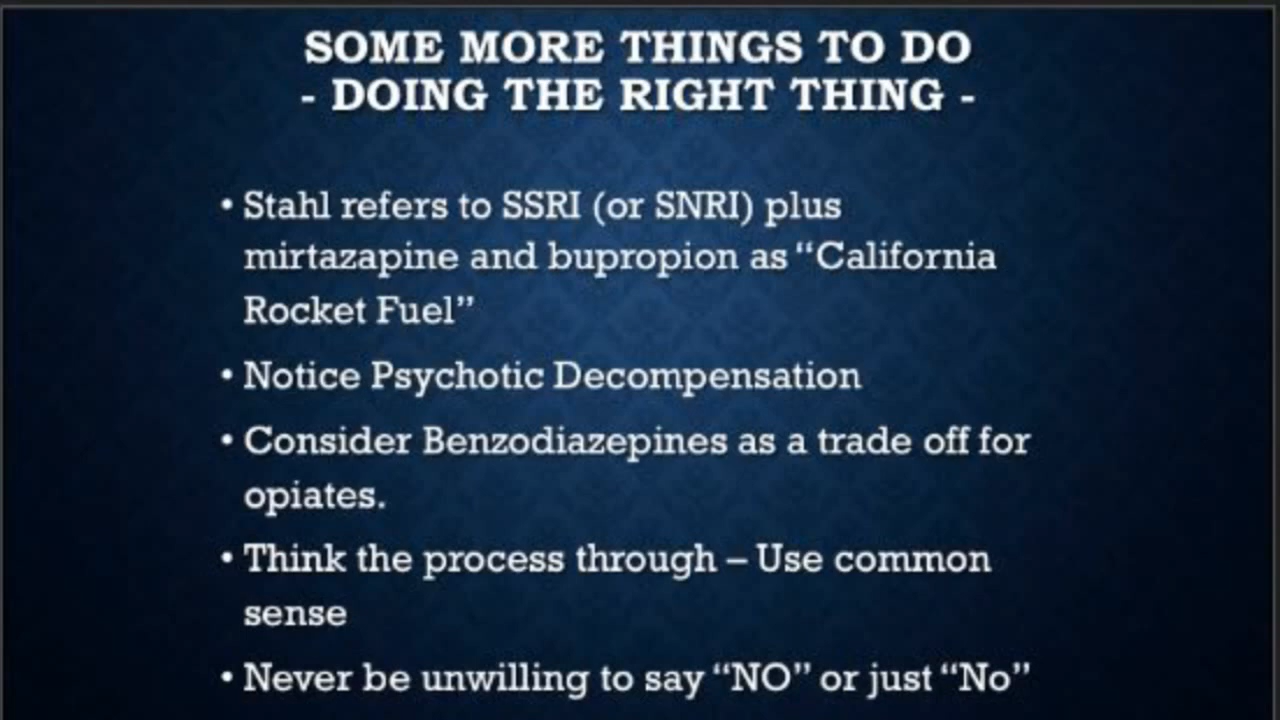 SOME MORE THINGS TO DO
- DOING THE RIGHT THING -
• Stahl refers to SSRI (or SNRI) plus
mirtazapine and bupropion as “California
Rocket Fuel”
• Notice Psychotic Decompensation
• Consider Benzodiazepines as a trade off for
opiates.
• Think the process through – Use common
sense
• Never be unwilling to say “NO” or just “No”